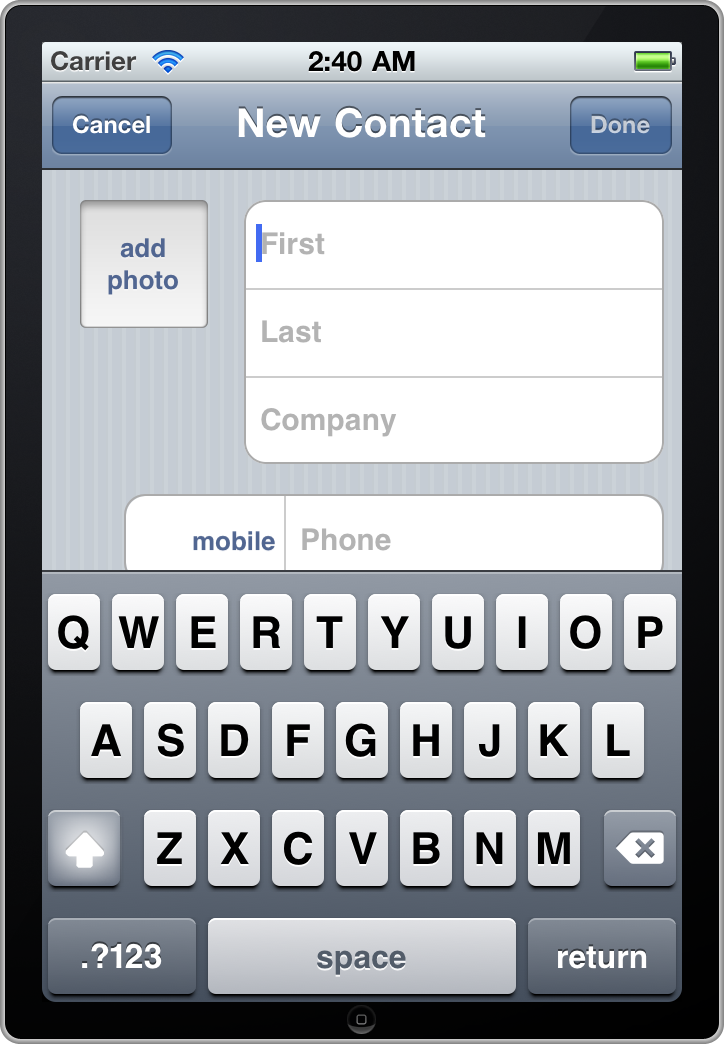 Carrier 2:40 AM
Cancel New Contact Done
add
photo
First
Last
Company
mobile Phone
Q W E R T Y U I O P
A S D F G H J K L
Z X C V B N M
.?123 space return